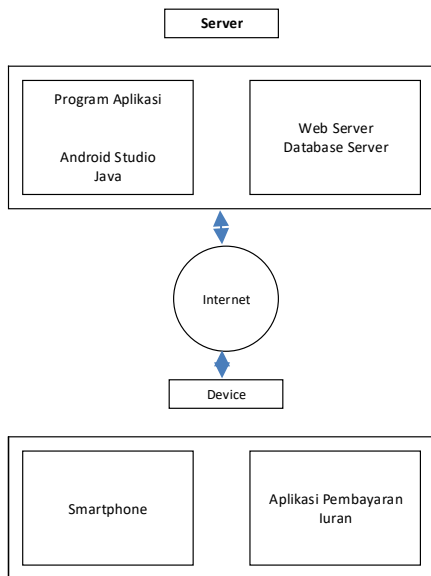 Server
Program Aplikasi
Android Studio
Java
Web Server
Database Server
Internet
Device
Smartphone
Aplikasi Pembayaran
Iuran